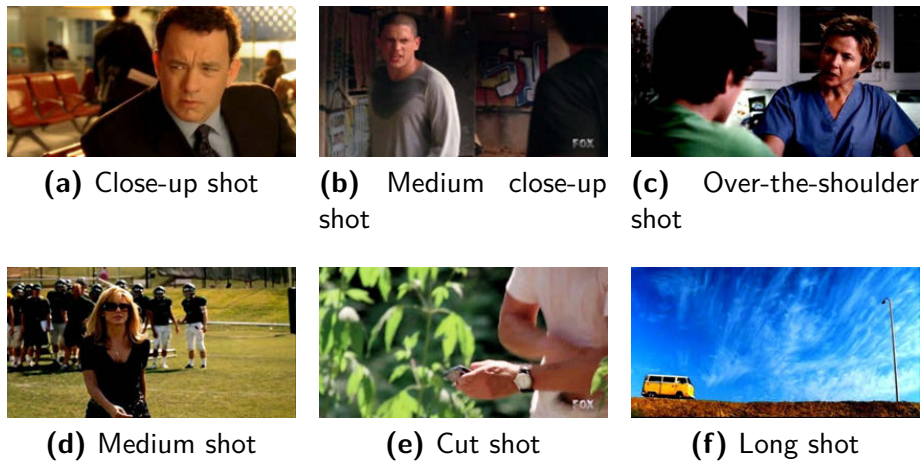 FOX
(a) Close-up shot
(b) Medium close-up
shot
(c) Over-the-shoulder
shot
FOX
(d) Medium shot
(e) Cut shot
(f) Long shot